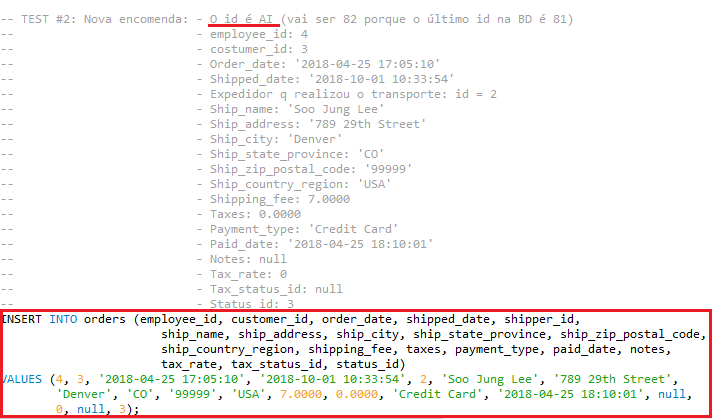 -- TEST #2: Nova encomenda: - O id é AI (vai ser 82 porque o último id na BD é 81)
-- - employee_id: 4
-- - costumer_id: 3
-- - Order_date: '2018-04-25 17:05:10'
-- - Shipped_date: '2018-10-01 10:33:54'
-- - Expedidor q realizou o transporte: id = 2
-- - Ship_name: 'Soo Jung Lee'
-- - Ship_address: '789 29th Street'
-- - Ship_city: 'Denver'
-- - Ship_state_province: 'CO'
-- - Ship_zip_postal_code: '99999'
-- - Ship_country_region: 'USA'
-- - Shipping_fee: 7.0000
-- - Taxes: 0.0000
-- - Payment_type: 'Credit Card'
-- - Paid_date: '2018-04-25 18:10:01'
-- - Notes: null
-- - Tax_rate: 0
-- - Tax_status_id: null
-- - Status_id: 3
INSERT INTO orders (employee_id, customer_id, order_date, shipped_date, shipper_id,
ship_name, ship_address, ship_city, ship_state_province, ship_zip_postal_code,
ship_country_region, shipping_fee, taxes, payment_type, paid_date, notes,
tax_rate, tax_status_id, status_id)
VALUES (4, 3, '2018-04-25 17:05:10', '2018-10-01 10:33:54', 2, 'Soo Jung Lee', '789 29th Street',
'Denver', 'CO', '99999', 'USA', 7.0000, 0.0000, 'Credit Card', '2018-04-25 18:10:01', null,
0, null, 3);